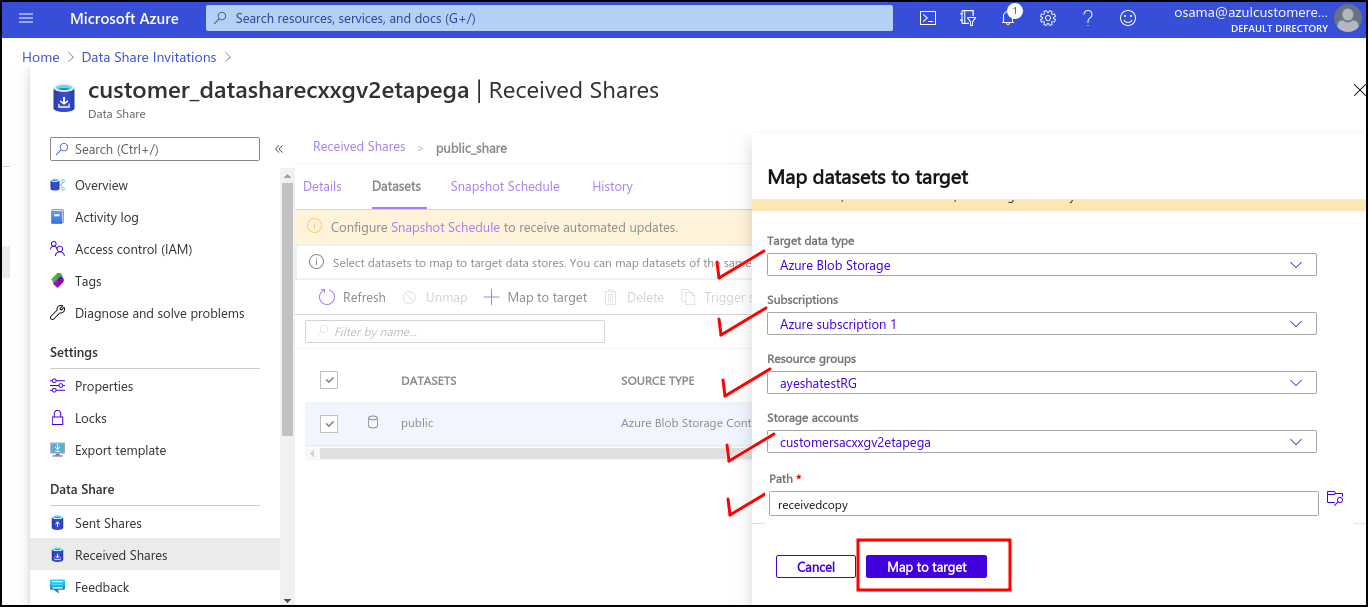 Microsoft Azure
Search resources, services, and docs (G+/)
1
osama@azulcustomere...
DEFAULT DIRECTORY
Home > Data Share Invitations >
customer_datasharecxxgv2etapega | Received Shares
Data Share
Search (Ctrl+/)
«
Overview
Activity log
Access control (IAM)
Tags
Diagnose and solve problems
Settings
Properties
Locks
Export template
Data Share
Sent Shares
Received Shares
Feedback
Received Shares > public_share
Details Datasets Snapshot Schedule History
Configure Snapshot Schedule to receive automated updates.
Select datasets to map to target data stores. You can map datasets of the same
Refresh Unmap Map to target Delete Trigger s
Filter by name...
DATASETS SOURCE TYPE
public Azure Blob Storage Cont
Map datasets to target
Target data type
Azure Blob Storage
Subscriptions
Azure subscription 1
Resource groups
ayeshatestRG
Storage accounts
customersacxxgv2etapega
Path *
receivedcopy
Cancel Map to target